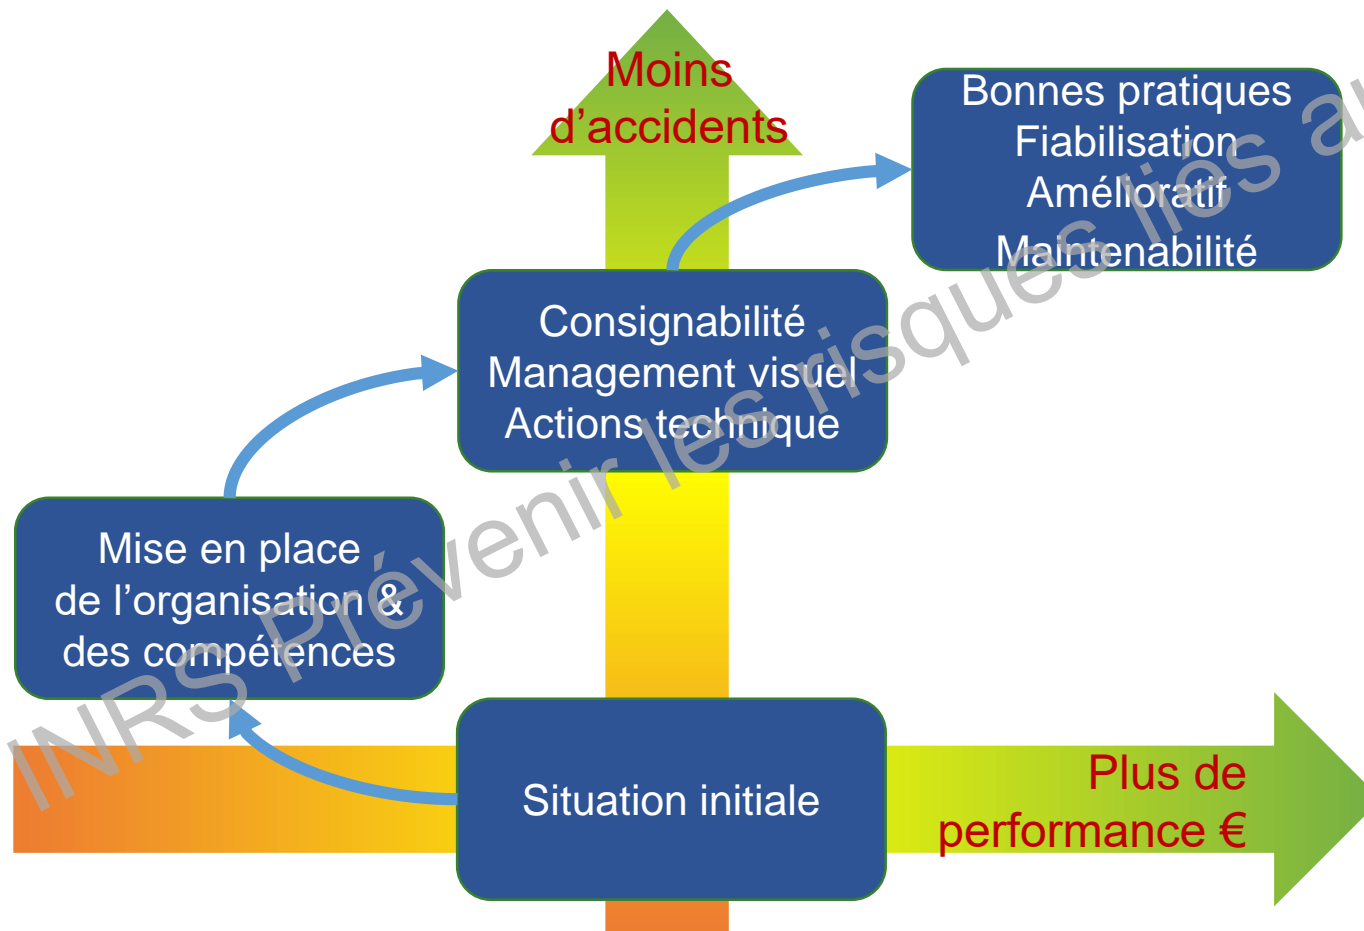 Moins
d’accidents
Bonnes pratiques
Fiabilisation
Amélioratif
Maintenabilité
Consignabilité
Management visuel
Actions technique
Mise en place
de l’organisation &
des compétences
Situation initiale
Plus de
performance €
INRS Prévenir les risques liés au